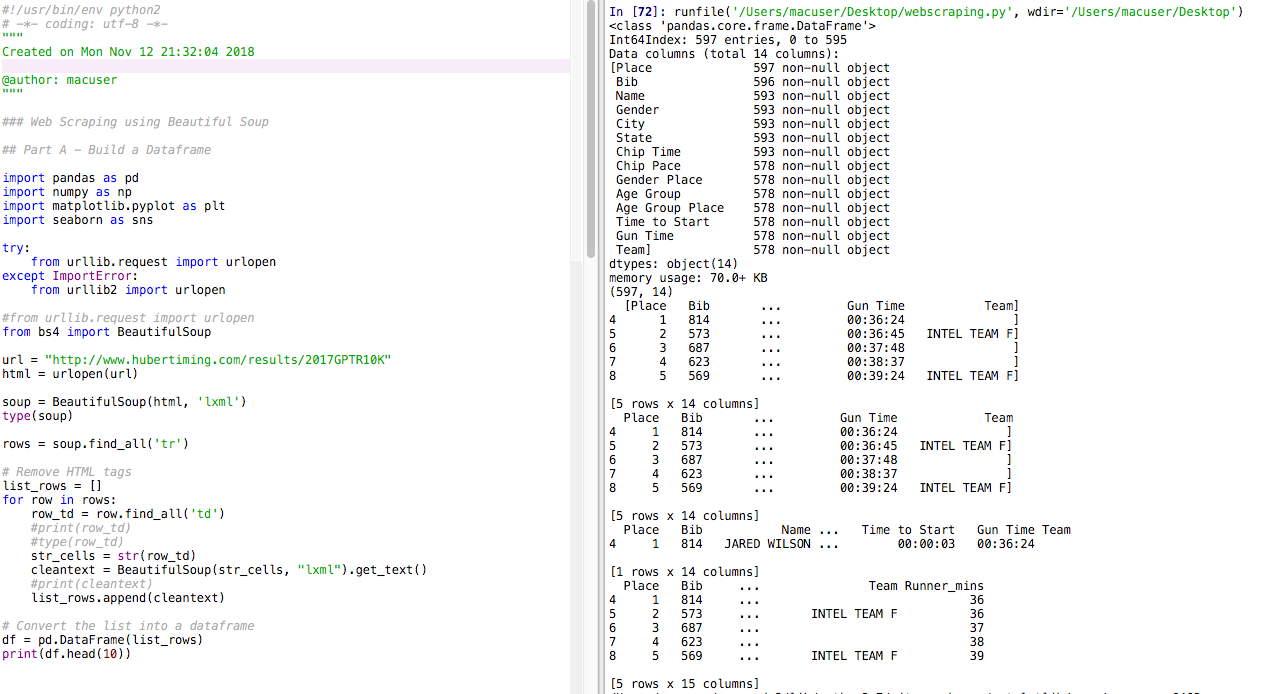 #!/usr/bin/env python2
# -*- coding: utf-8 -*-
"""
Created on Mon Nov 12 21:32:04 2018
@author: macuser
"""
### Web Scraping using Beautiful Soup
## Part A - Build a Dataframe
import pandas as pd
import numpy as np
import matplotlib.pyplot as plt
import seaborn as sns
try:
    from urllib.request import urlopen
except ImportError:
    from urllib2 import urlopen
#from urllib.request import urlopen
from bs4 import BeautifulSoup
url = "http://www.hubertiming.com/results/2017GPTR10K"
html = urlopen(url)
soup = BeautifulSoup(html, 'lxml')
type(soup)
rows = soup.find_all('tr')
# Remove HTML tags
list_rows = []
for row in rows:
    row_td = row.find_all('td')
    #print(row_td)
    #type(row_td)
    str_cells = str(row_td)
    cleantext = BeautifulSoup(str_cells, "lxml").get_text()
    #print(cleantext)
    list_rows.append(cleantext)
# Convert the list into a dataframe
df = pd.DataFrame(list_rows)
print(df.head(10))
In [72]: runfile('/Users/macuser/Desktop/webscraping.py', wdir='/Users/macuser/Desktop')
<class 'pandas.core.frame.DataFrame'>
Int64Index: 597 entries, 0 to 595
Data columns (total 14 columns):
[Place              597 non-null object
 Bib                596 non-null object
 Name               593 non-null object
 Gender             593 non-null object
 City               593 non-null object
 State              593 non-null object
 Chip Time          593 non-null object
 Chip Pace          578 non-null object
 Gender Place       578 non-null object
 Age Group          578 non-null object
 Age Group Place    578 non-null object
 Time to Start      578 non-null object
 Gun Time           578 non-null object
 Team]              578 non-null object
dtypes: object(14)
memory usage: 70.0+ KB
(597, 14)
  [Place   Bib       ...         Gun Time           Team]
4      1   814       ...         00:36:24               ]
5      2   573       ...         00:36:45   INTEL TEAM F]
6      3   687       ...         00:37:48               ]
7      4   623       ...         00:38:37               ]
8      5   569       ...         00:39:24   INTEL TEAM F]
[5 rows x 14 columns]
  Place   Bib       ...         Gun Time            Team
4     1   814       ...         00:36:24               ]
5     2   573       ...         00:36:45   INTEL TEAM F]
6     3   687       ...         00:37:48               ]
7     4   623       ...         00:38:37               ]
8     5   569       ...         00:39:24   INTEL TEAM F]
[5 rows x 14 columns]
  Place   Bib           Name ...   Time to Start   Gun Time Team
4     1   814   JARED WILSON ...        00:00:03   00:36:24
[1 rows x 14 columns]
  Place   Bib     ...               Team Runner_mins
4     1   814     ...                             36
5     2   573     ...       INTEL TEAM F          36
6     3   687     ...                             37
7     4   623     ...                             38
8     5   569     ...       INTEL TEAM F          39
[5 rows x 15 columns]